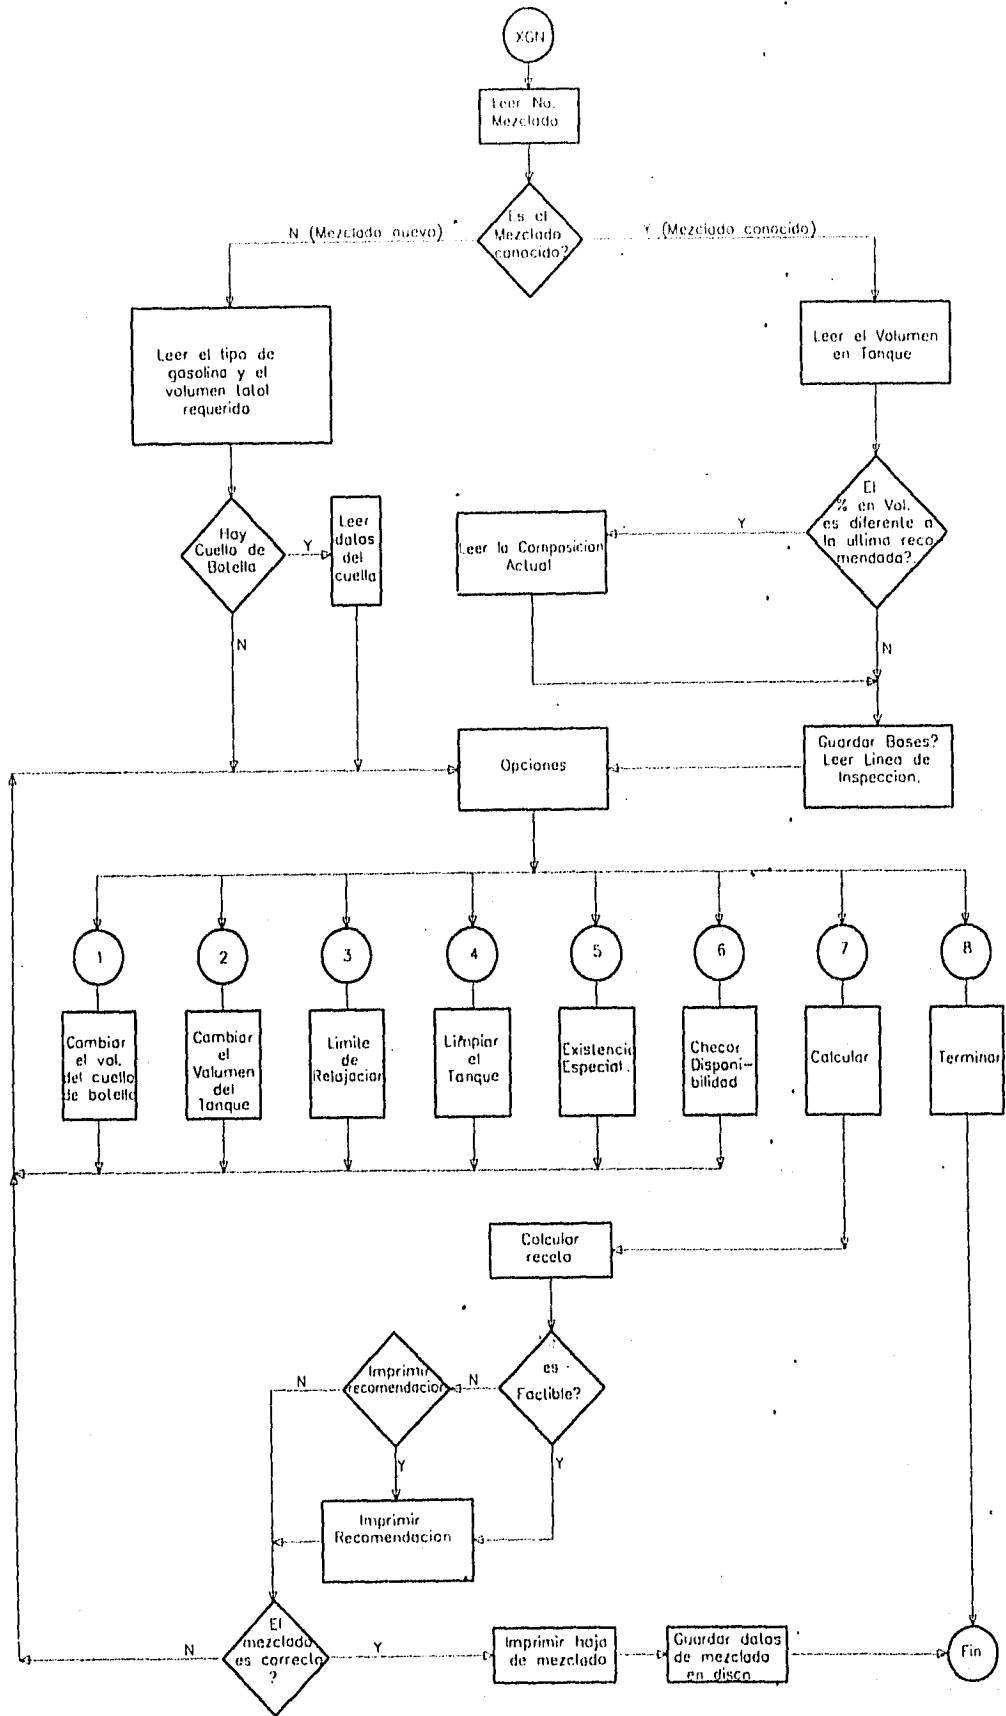 XGN
Leer No.
Mezclado
Es el
Mezclado
conocido?
N (Mezclado nuevo)
Y (Mezclado conocido)
Leer el tipo de
gasolina y el
volumen total
requerido
Leer el Volumen
en Tanque
Hay
Cuello de
Botella
Y
N
Leer
datos
del
cuello
El
% en Vol.
es diferente a
la ultima reco
mendada?
Y
N
Leer la Composicion
Actual
Guardar Bases?
Leer Linea de
Inspeccion.
Opciones
1
2
3
4
5
6
7
8
Cambiar
el vol.
del cuello
de botella
Cambiar
el
Volumen
del
Tanque
Limite
de
Relajacion
Limpiar
el
Tanque
Existencia
Especial.
Checar
Disponi-
bilidad
Calcular
Terminar
Calcular
receta
es
Factible?
N
Y
Imprimir
recomendacion
N
Y
Imprimir
Recomendacion
El
mezclado
es correcto
?
N
Y
Imprimir hoja
de mezclado
Guardar datos
de mezclado
en disco
Fin